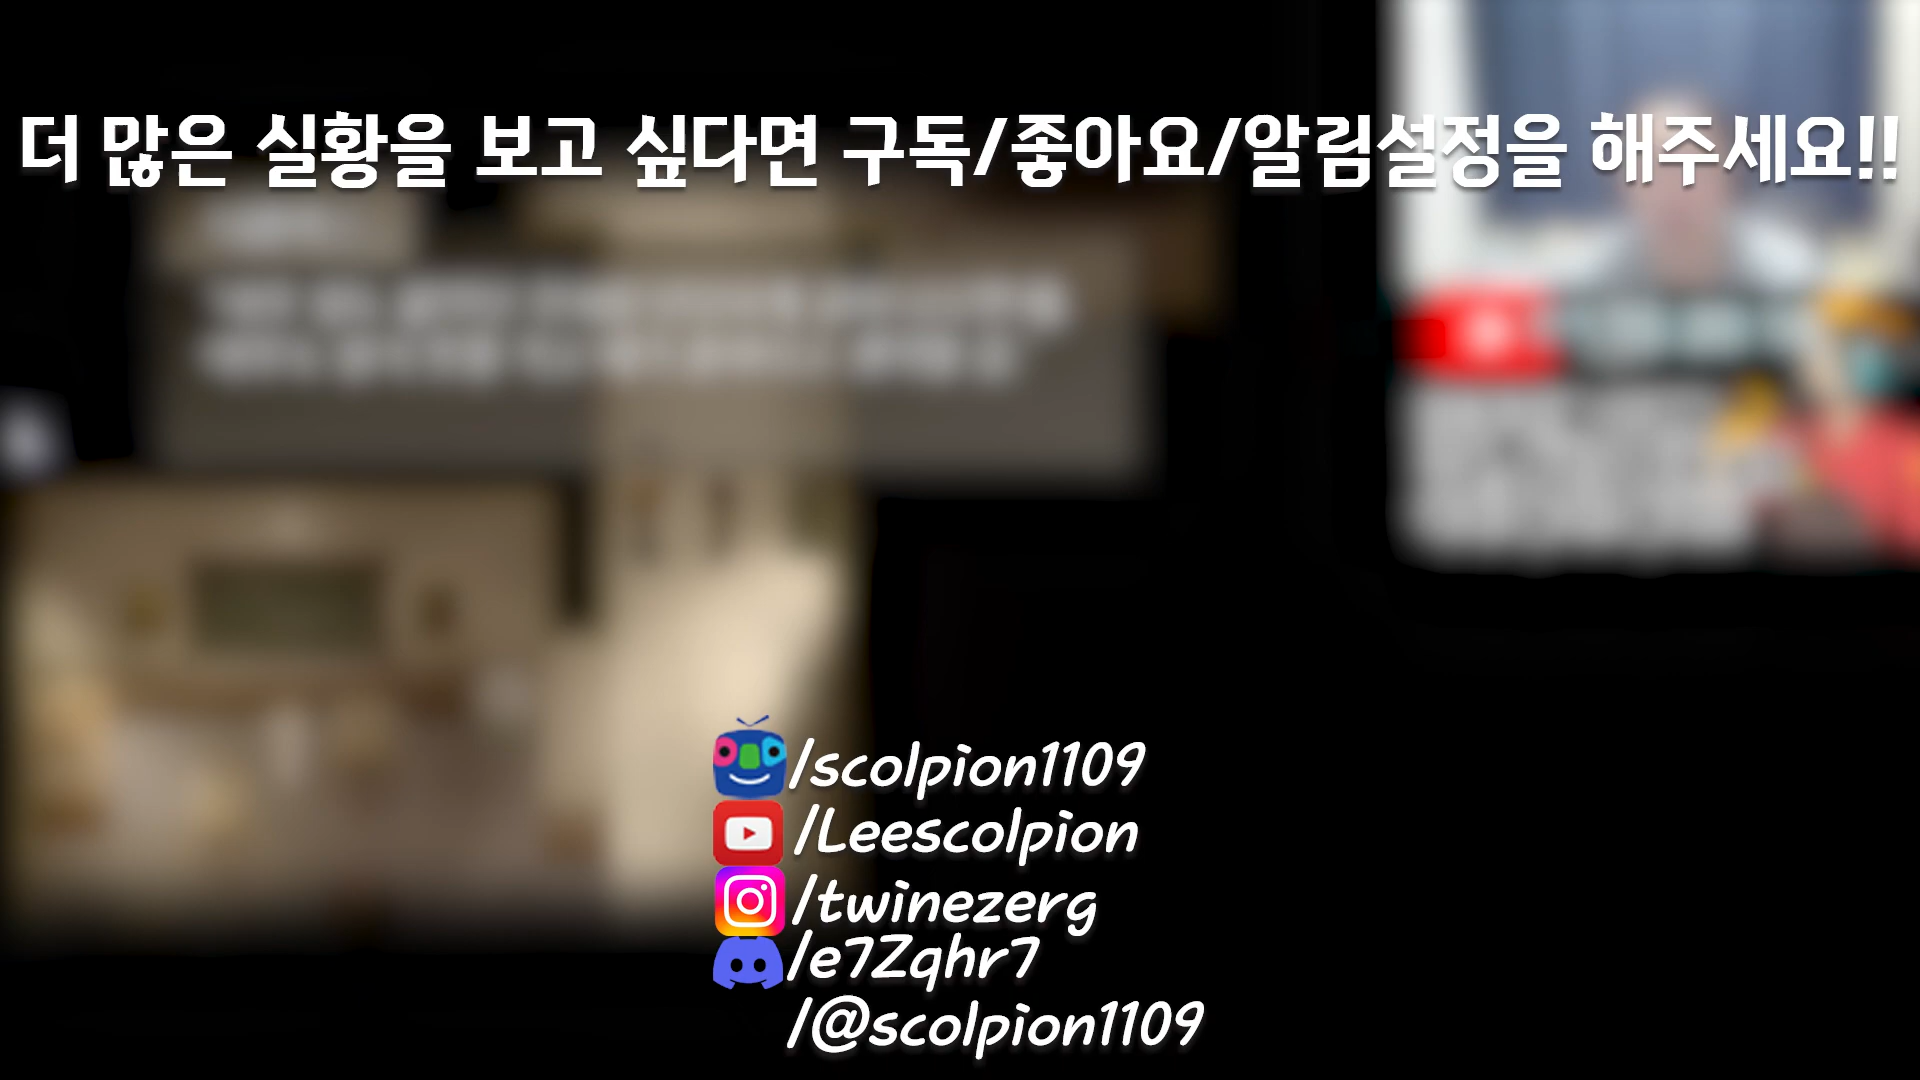 더 많은 실황을 보고 싶다면 구독/좋아요/알림설정을 해주세요!!
/scolpion1109
/Leescolpion
/twinezerg
/e7Zqhr7
/@scolpion1109